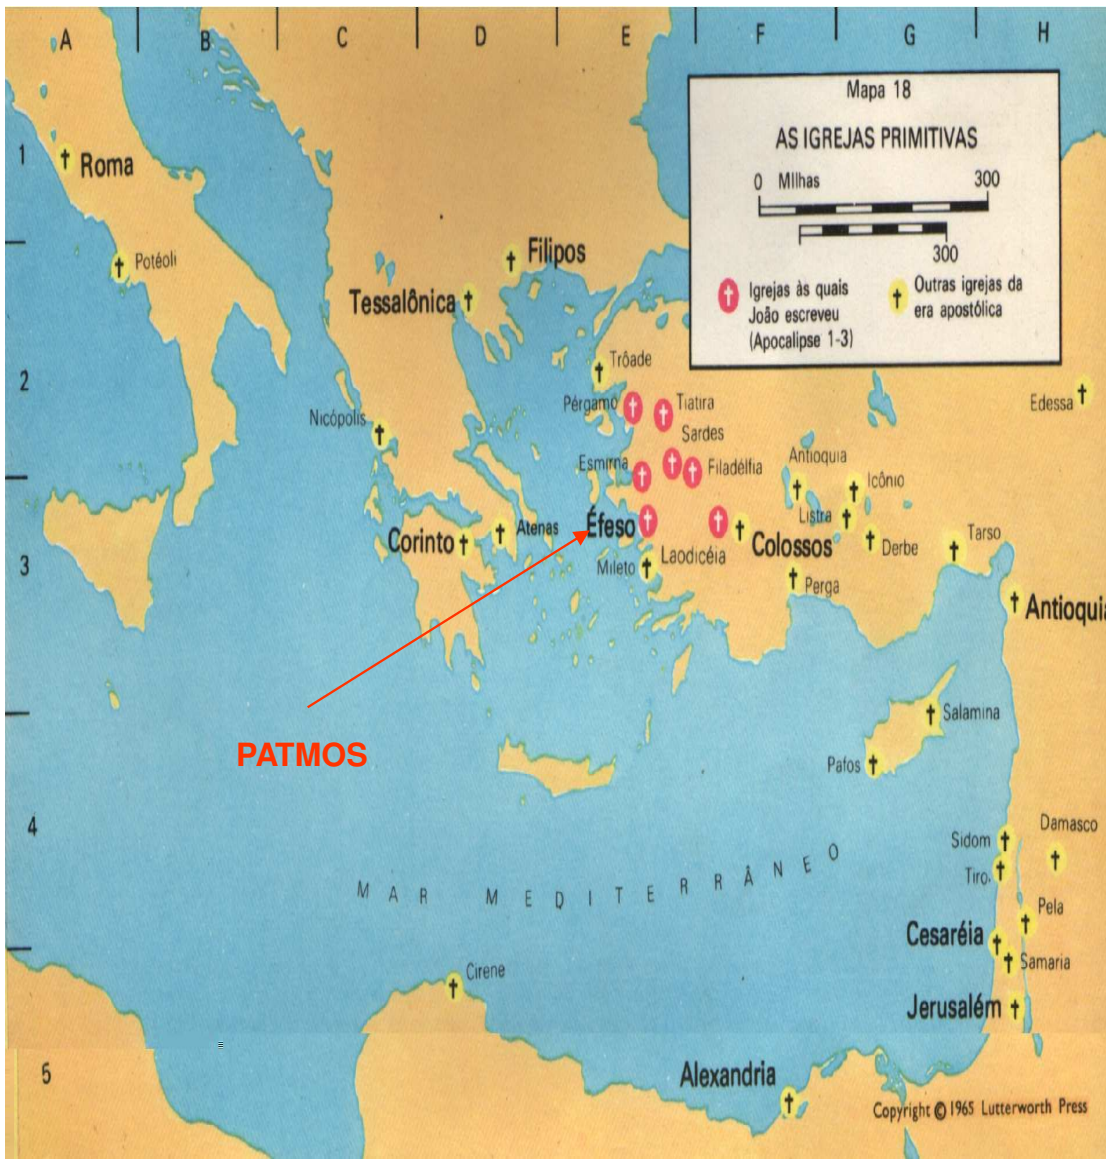 A B C D E F G H
Mapa 18
AS IGREJAS PRIMITIVAS
0 Milhas 300
300
Igrejas às quais
João escreveu
(Apocalipse 1-3)
Outras igrejas da
era apostólica
1
Roma
Potéoli
Filipos
Tessalônica
2
Trôade
Pérgamo
Tiatira
Sardes
Edessa
Nicópolis
Esmirna
Filadélfia
Antioquia
Icônio
Listra
Derbe
Tarso
3
Corinto
Atenas
Éfeso
Laodicéia
Colossos
Mileto
Perga
Antioquia
PATMOS
Salamina
Pafos
4
MAR MEDITERRÂNEO
Sidom
Damasco
Tiro.
Pela
Cesaréia
Samaria
Cirene
Jerusalém
5
Alexandria
Copyright © 1965 Lutterworth Press